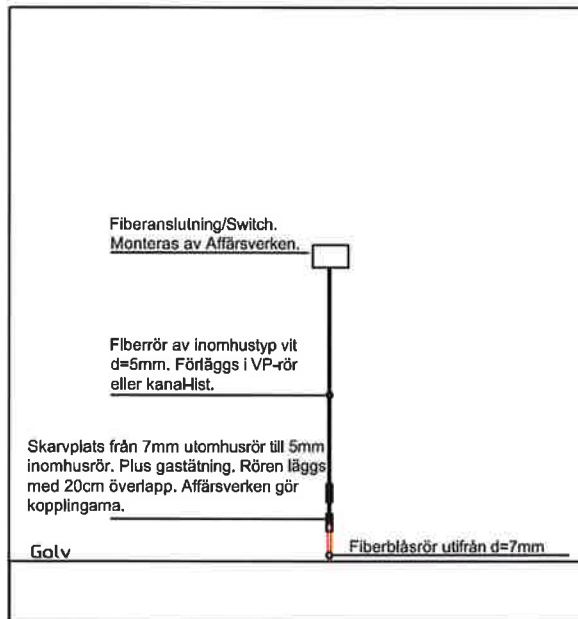 Fiberanslutning/Switch.
Monteras av Affärsverken.
Fiberrör av inomhustyp vit
d=5mm. Förläggs i VP-rör
eller kanallist.
Skarvplats från 7mm utomhusrör till 5mm
inomhusrör. Plus gastätning. Rören läggs
med 20cm överlapp. Affärsverken gör
kopplingarna.
Golv
Fiberblåsrör utifrån d=7mm